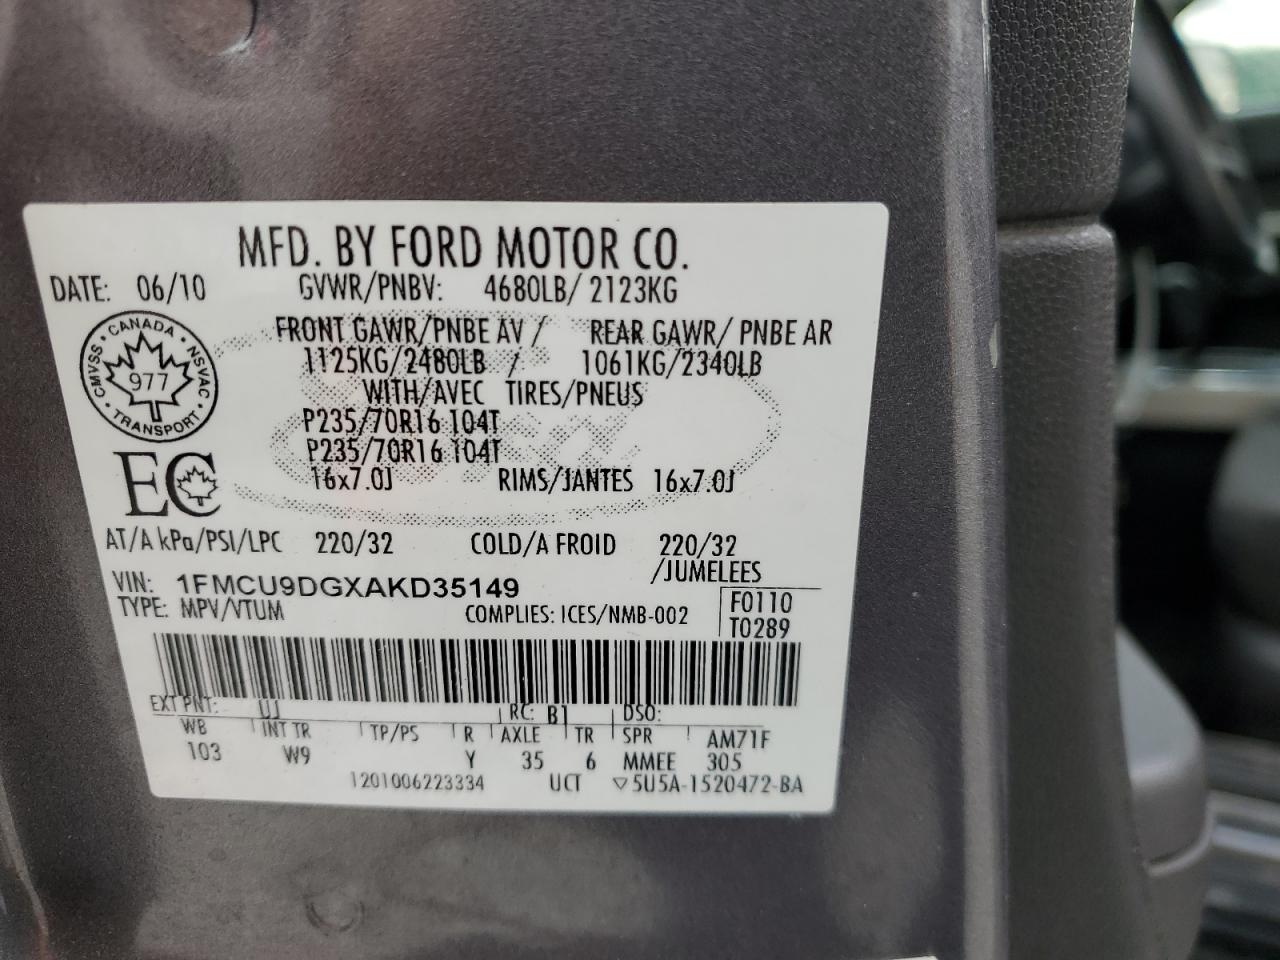 MFD. BY FORD MOTOR CO.
DATE: 06/10 GVWR/PNBV: 4680LB/ 2123KG
FRONT GAWR/PNBE AV / REAR GAWR/ PNBE AR
1125KG/2480LB / 1061KG/2340LB
WITH/AVEC TIRES/PNEUS
P235/70R16 104T
P235/70R16 104T
16x7.0J RIMS/JANTES 16x7.0J
CANADA NSVAC TRANSPORT CMVSS
977
EC
AT/A kPa/PSI/LPC 220/32 COLD/A FROID 220/32
/JUMELEES
VIN: 1FMCU9DGXAKD35149
TYPE: MPV/VTUM COMPLIES: ICES/NMB-002
F0110
T0289
EXT PNT: UJ RC: B1 DSO:
WB INT TR TP/PS R AXLE TR SPR AM71F
103 W9 Y 35 6 MMEE 305
1201006223334 UCT ▽5U5A-1520472-BA